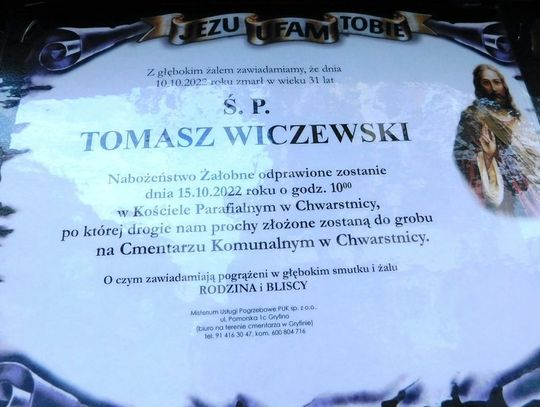 JEZU UFAM TOBIE
Z głębokim żalem zawiadamiamy, że dnia
10.10.2022 roku zmarł w wieku 31 lat
Ś. P.
TOMASZ WICZEWSKI
Nabożeństwo Żałobne odprawione zostanie
dnia 15.10.2022 roku o godz. 10⁰⁰
w Kościele Parafialnym w Chwarstnicy,
po której drogie nam prochy złożone zostaną do grobu
na Cmentarzu Komunalnym w Chwarstnicy.
O czym zawiadamiają pogrążeni w głębokim smutku i żalu
RODZINA i BLISCY
Misterium Usługi Pogrzebowe PUK sp. z o.o.,
ul. Pomorska 1c Gryfino
(biuro na terenie cmentarza w Gryfinie)
tel. 91 416 30 47, kom. 600 804 716